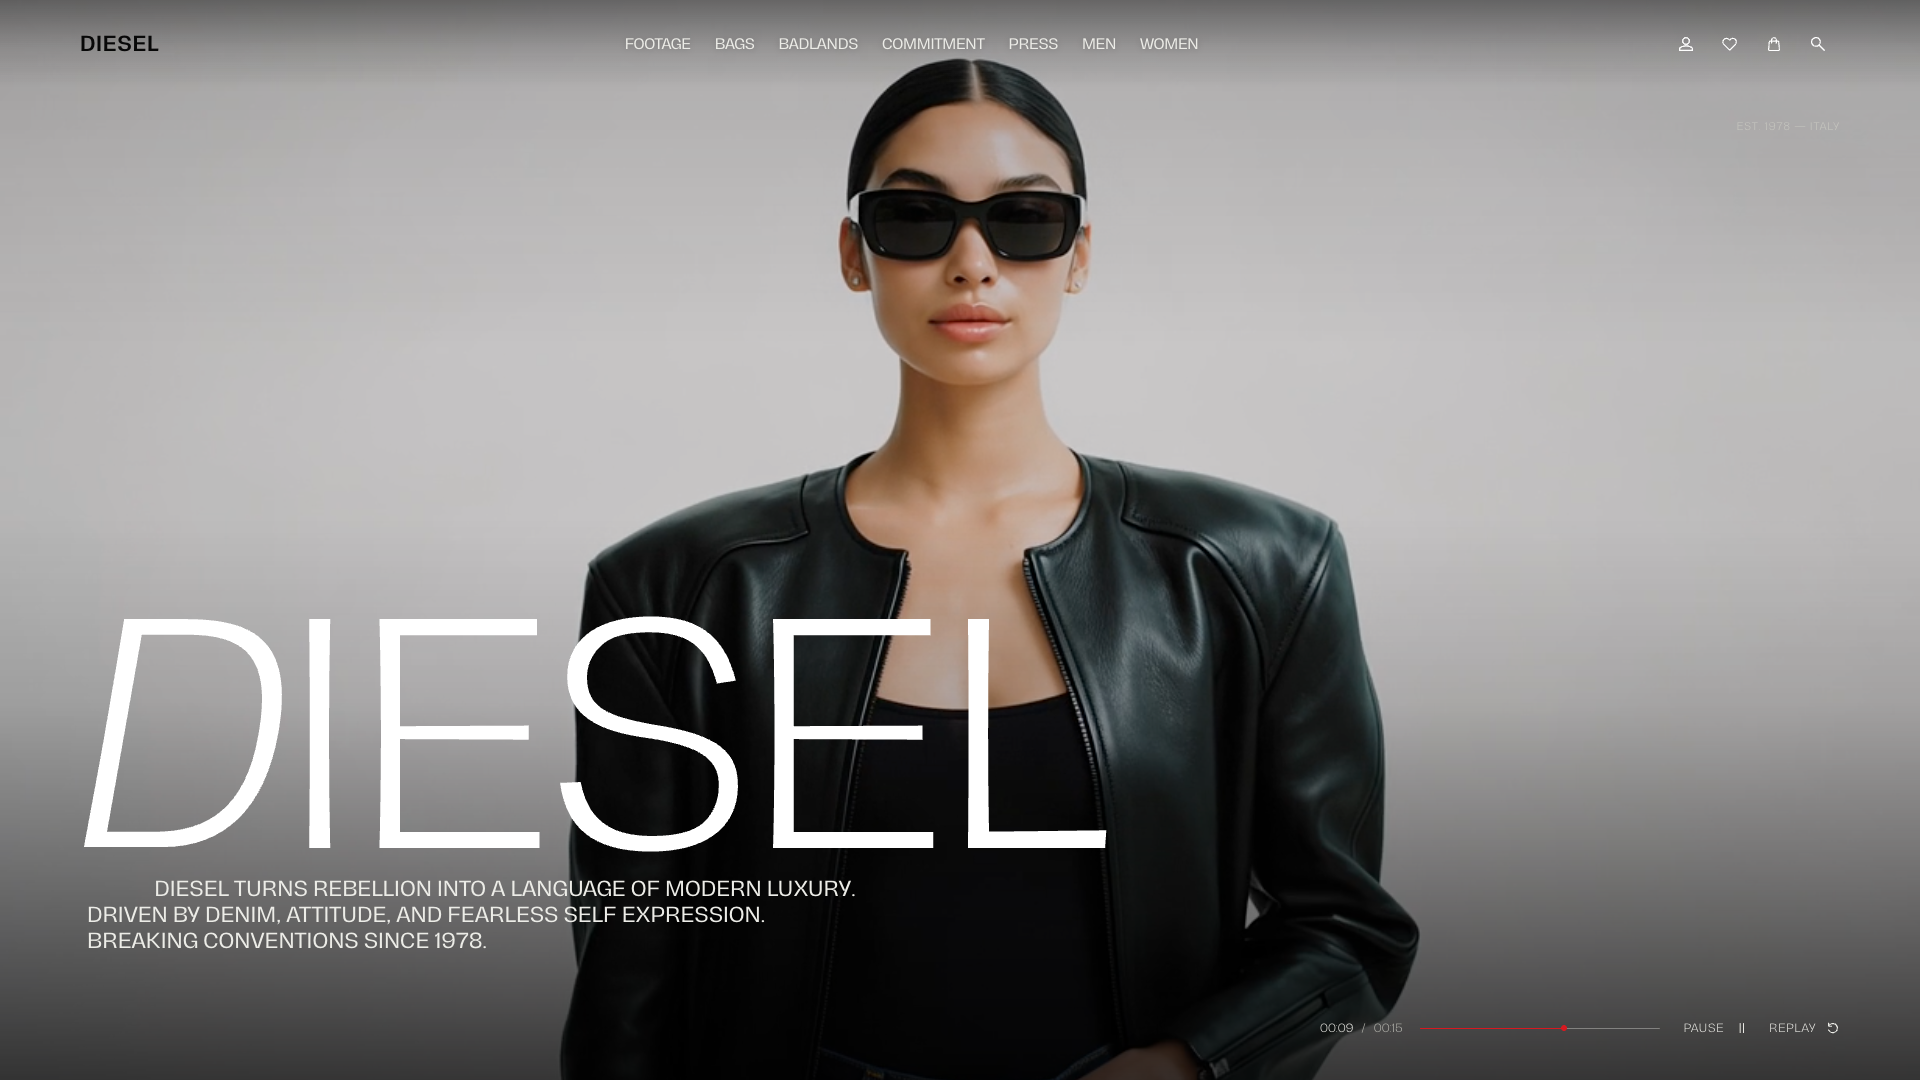 DIESEL
FOOTAGE BAGS BADLANDS COMMITMENT PRESS MEN WOMEN
EST. 1978 — ITALY
DIESEL
DIESEL TURNS REBELLION INTO A LANGUAGE OF MODERN LUXURY.
DRIVEN BY DENIM, ATTITUDE, AND FEARLESS SELF EXPRESSION.
BREAKING CONVENTIONS SINCE 1978.
00:09 / 00:15 PAUSE REPLAY